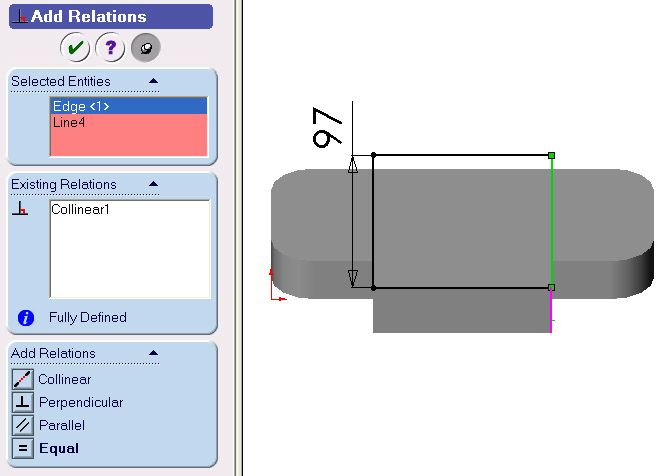 Add Relations
?
Selected Entities
Edge <1>
Line4
Existing Relations
Collinear1
i Fully Defined
Add Relations
Collinear
Perpendicular
Parallel
= Equal
97